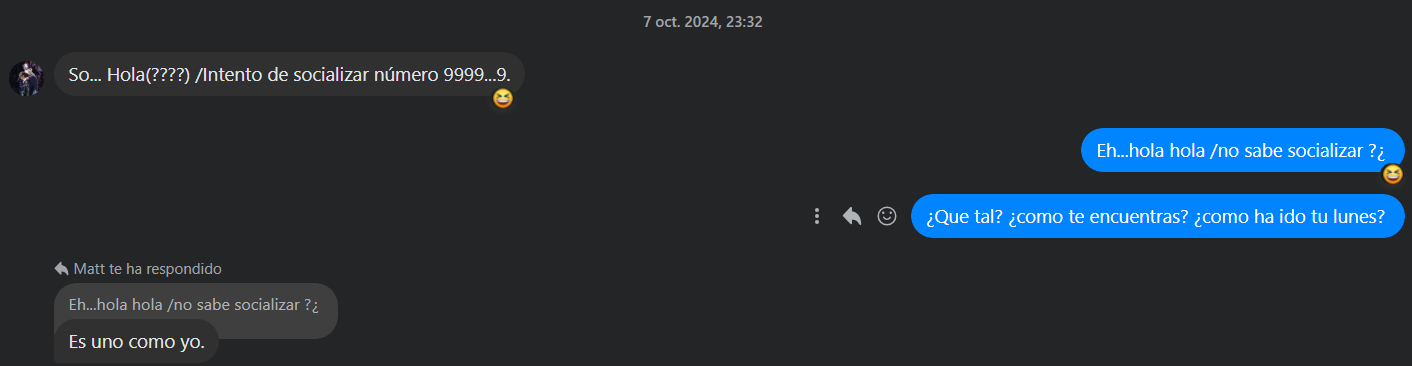 7 oct. 2024, 23:32
So... Hola(????) /Intento de socializar número 9999...9.
Eh...hola hola /no sabe socializar ?¿
¿Que tal? ¿como te encuentras? ¿como ha ido tu lunes?
Matt te ha respondido
Eh...hola hola /no sabe socializar ?¿
Es uno como yo.